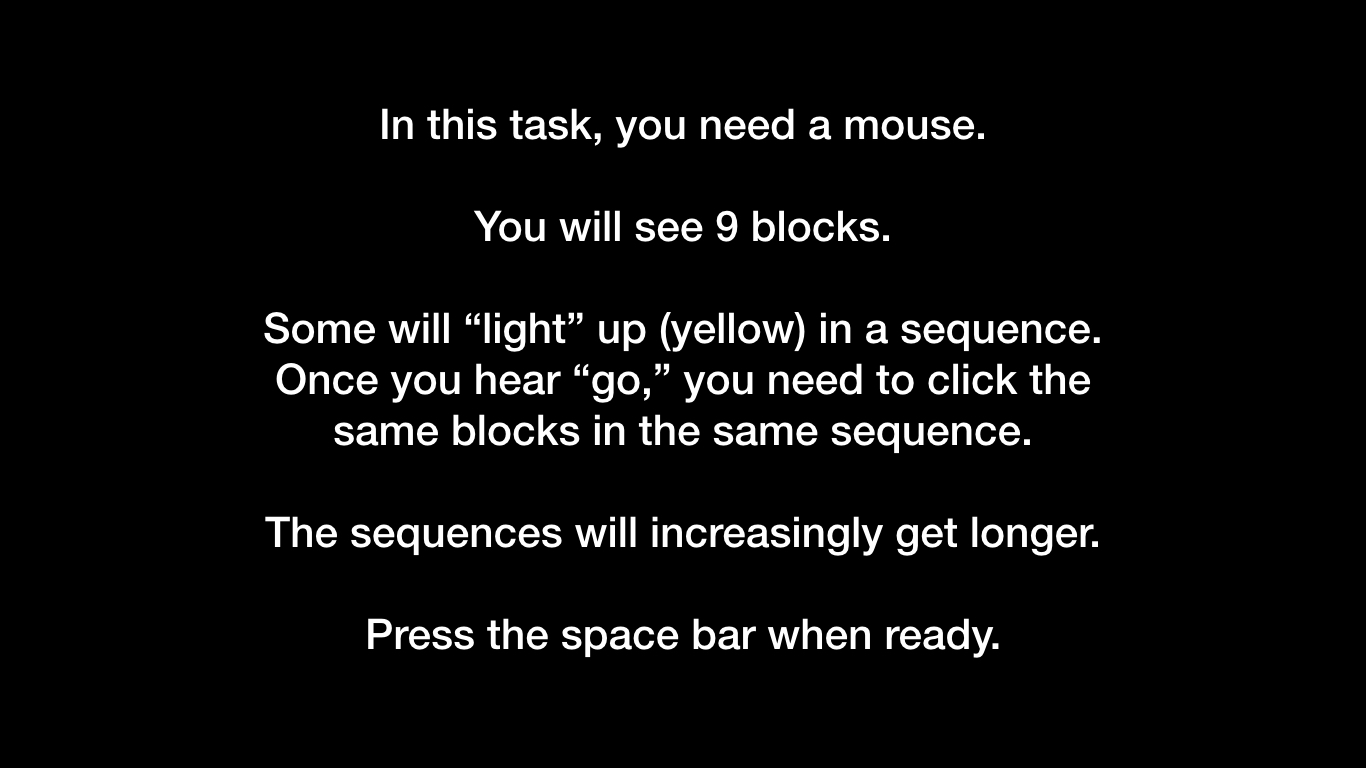 In this task, you need a mouse.
You will see 9 blocks.
Some will “light” up (yellow) in a sequence.
Once you hear “go,” you need to click the
same blocks in the same sequence.
The sequences will increasingly get longer.
Press the space bar when ready.